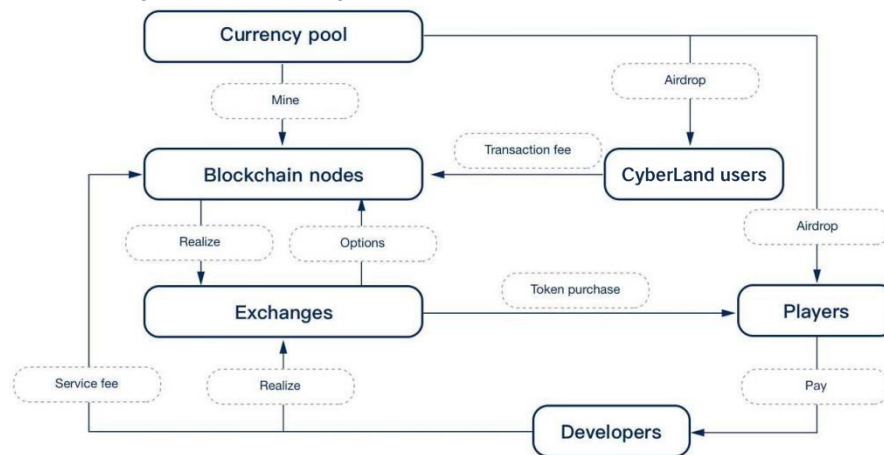 Currency pool
Airdrop
Mine
Transaction fee
Blockchain nodes
CyberLand users
Realize
Options
Airdrop
Token purchase
Exchanges
Players
Service fee
Realize
Pay
Developers